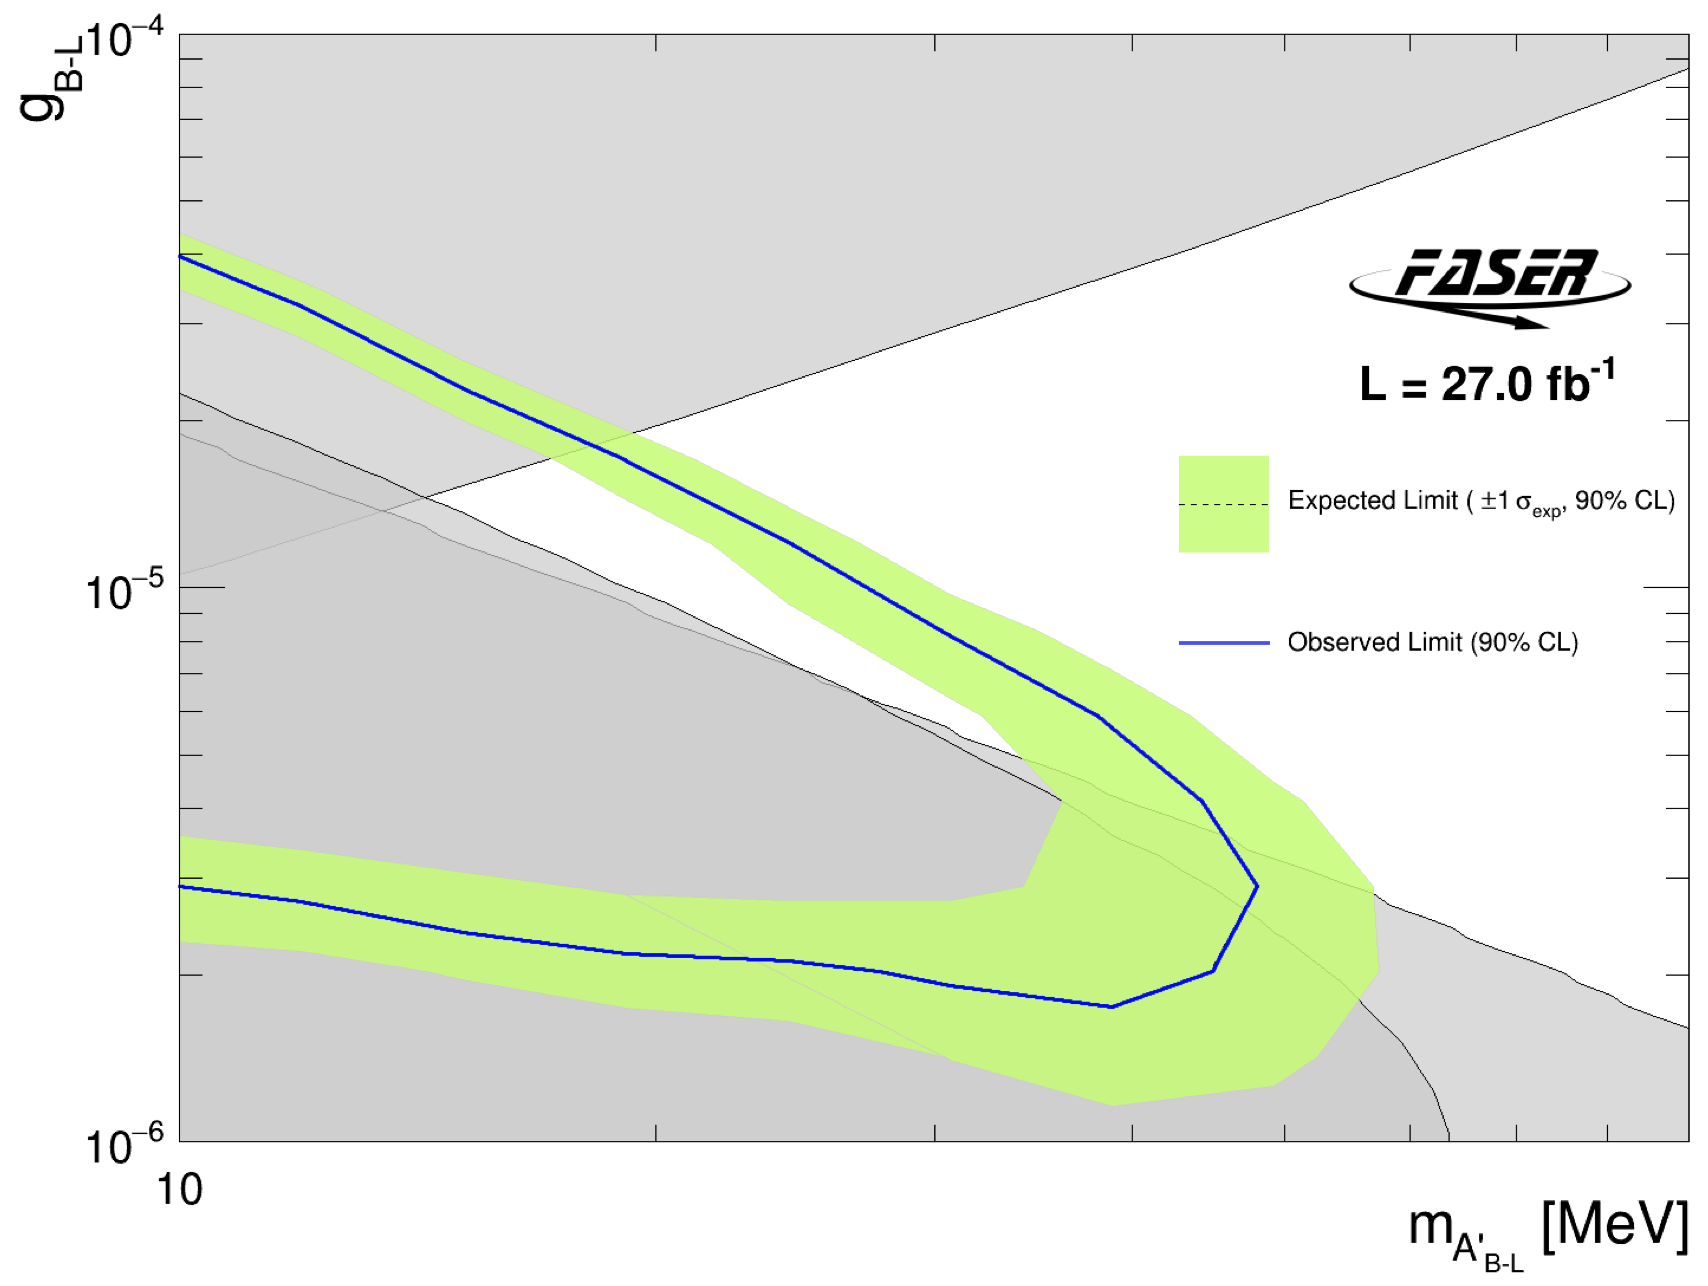 g_B-L
10^−4
FASER
L = 27.0 fb^-1
Expected Limit ( ±1 σ_exp, 90% CL)
10^−5
Observed Limit (90% CL)
10^−6
10
m_A'_B-L [MeV]